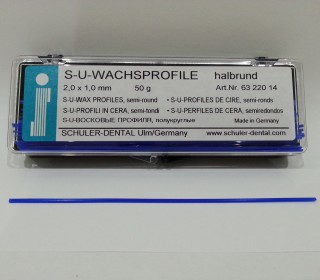 S-U-WACHSPROFILE halbrund
2,0 x 1,0 mm 50 g Art.Nr. 63 220 14
S-U-WAX PROFILES, semi-round • S-U-PROFILES DE CIRE, semi-ronds
S-U-PROFILI IN CERA, semi-tondi • S-U-PERFILES DE CERA, semiredondos
S-U-ВОСКОВЫЕ ПРОФИЛЯ, полукруглые Made in Germany
SCHULER-DENTAL Ulm/Germany www.schuler-dental.com